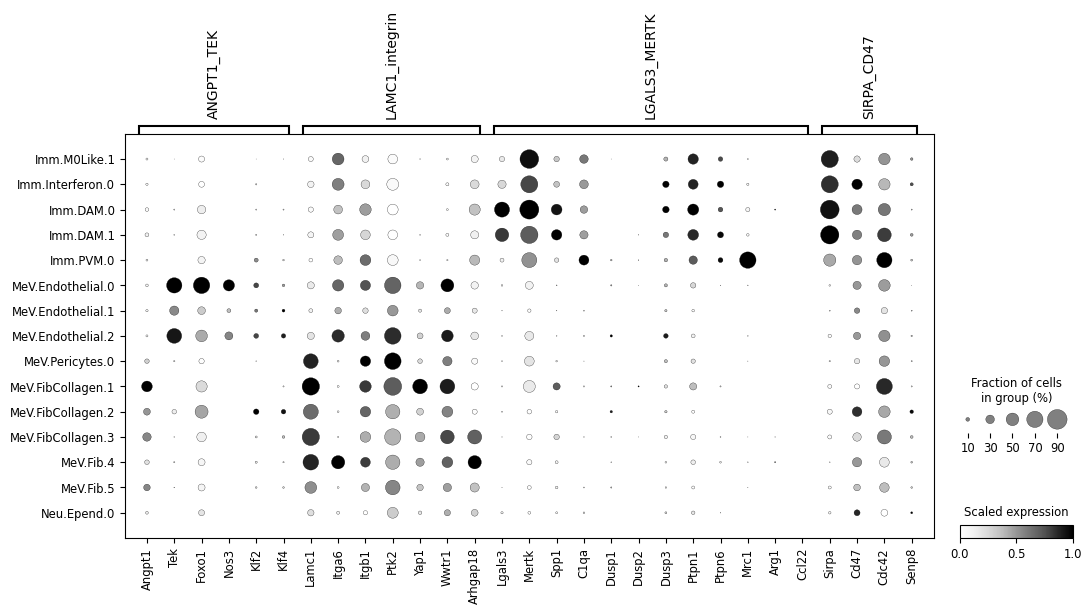 ANGPT1_TEK
LAMC1_integrin
LGALS3_MERTK
SIRPA_CD47
Imm.M0Like.1
Imm.Interferon.0
Imm.DAM.0
Imm.DAM.1
Imm.PVM.0
MeV.Endothelial.0
MeV.Endothelial.1
MeV.Endothelial.2
MeV.Pericytes.0
MeV.FibCollagen.1
MeV.FibCollagen.2
MeV.FibCollagen.3
MeV.Fib.4
MeV.Fib.5
Neu.Epend.0
Angpt1
Tek
Foxo1
Nos3
Klf2
Klf4
Lamc1
Itga6
Itgb1
Ptk2
Yap1
Wwtr1
Arhgap18
Lgals3
Mertk
Spp1
C1qa
Dusp1
Dusp2
Dusp3
Ptpn1
Ptpn6
Mrc1
Arg1
Ccl22
Sirpa
Cd47
Cdc42
Senp8
Fraction of cells
in group (%)
10 30 50 70 90
Scaled expression
0.0 0.5 1.0